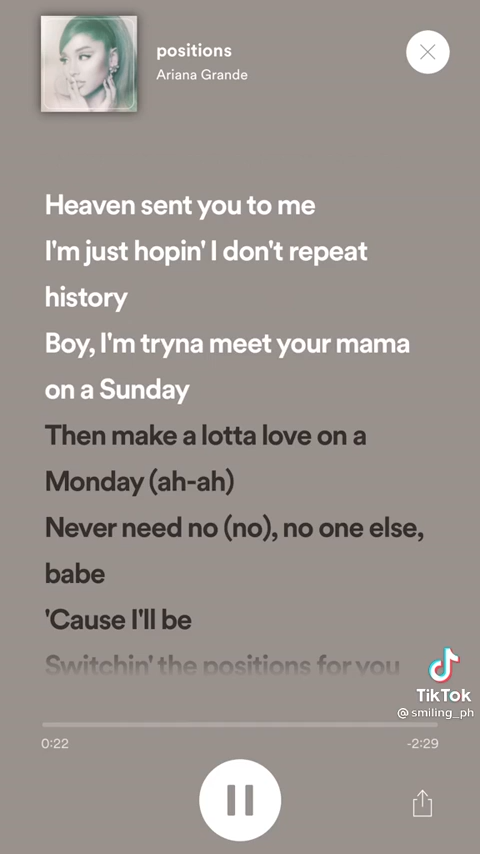 positions
Ariana Grande
Heaven sent you to me
I'm just hopin' I don't repeat
history
Boy, I'm tryna meet your mama
on a Sunday
Then make a lotta love on a
Monday (ah-ah)
Never need no (no), no one else,
babe
'Cause I'll be
Switchin' the positions for you
TikTok
@smiling_ph
0:22
-2:29